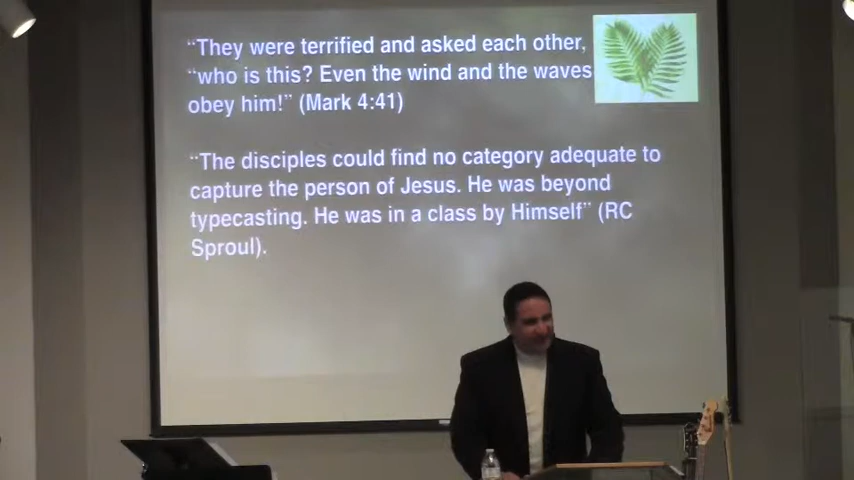 “They were terrified and asked each other,
“who is this? Even the wind and the waves
obey him!” (Mark 4:41)
“The disciples could find no category adequate to
capture the person of Jesus. He was beyond
typecasting. He was in a class by Himself” (RC
Sproul).